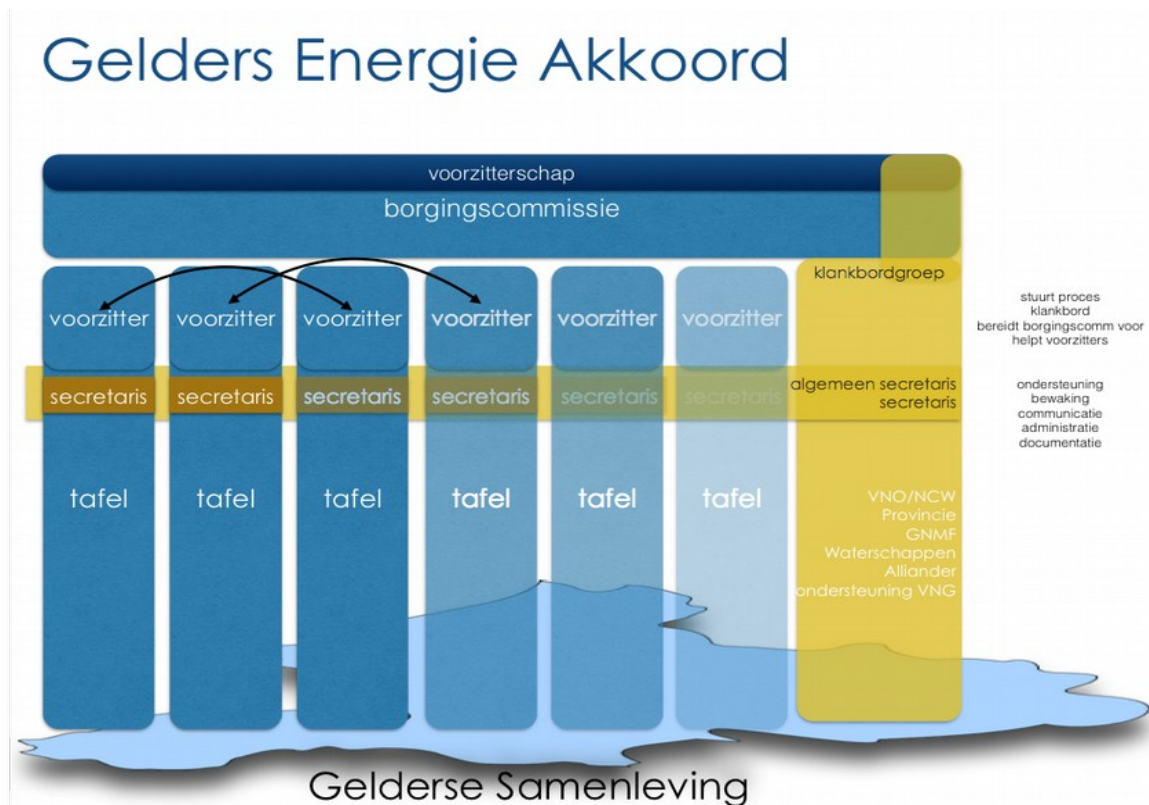 Gelders Energie Akkoord
voorzitterschap
borgingscommissie
klankbordgroep
voorzitter voorzitter voorzitter voorzitter voorzitter voorzitter
stuurt proces
klankbord
bereidt borgingscomm voor
helpt voorzitters
secretaris secretaris secretaris secretaris secretaris secretaris
algemeen secretaris
secretaris
ondersteuning
bewaking
communicatie
administratie
documentatie
tafel tafel tafel tafel tafel tafel
VNO/NCW
Provincie
GNMF
Waterschappen
Alliander
ondersteuning VNG
Gelderse Samenleving